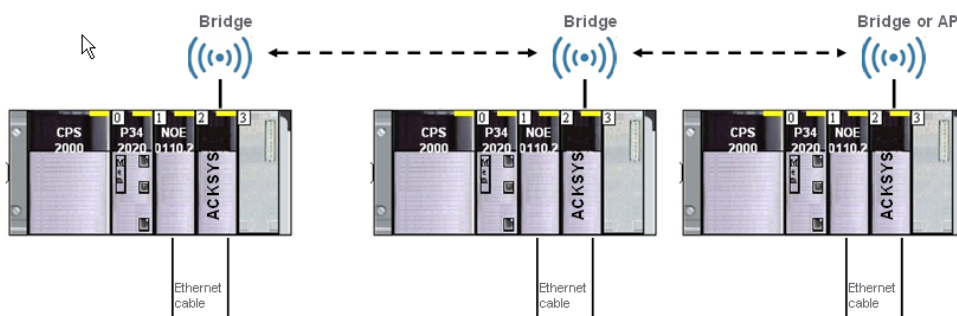 Bridge
Bridge
Bridge or AP
0
1
2
3
CPS
2000
P34
2020
NOE
0110.2
ACKSYS
0
1
2
3
CPS
2000
P34
2020
NOE
0110.2
ACKSYS
0
1
2
3
CPS
2000
P34
2020
NOE
0110.2
ACKSYS
Ethernet
cable
Ethernet
cable
Ethernet
cable